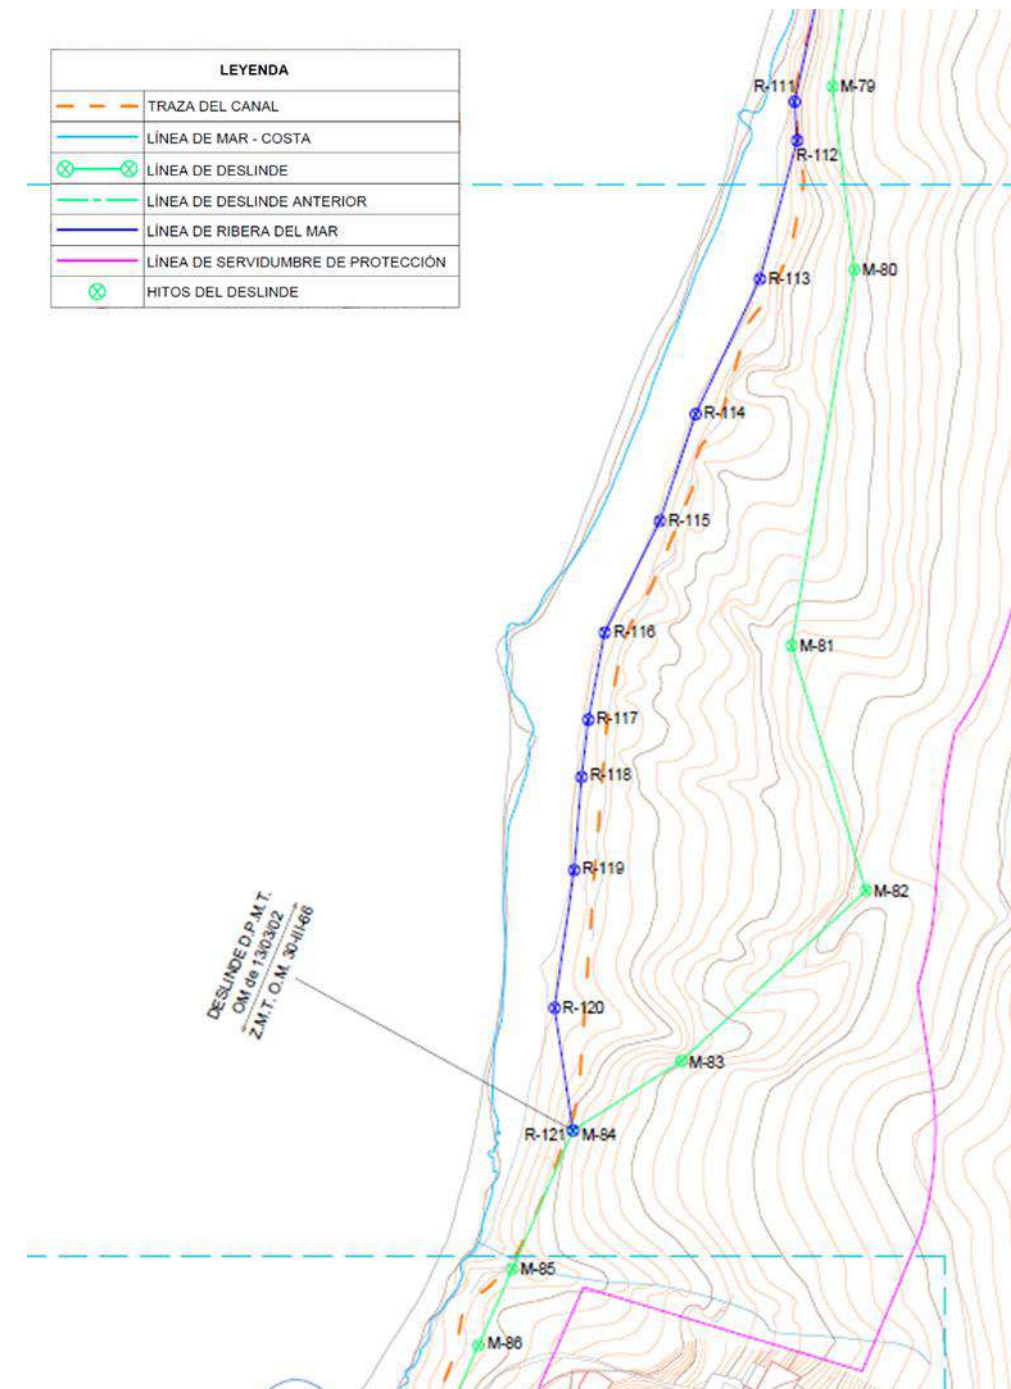 LEYENDA
TRAZA DEL CANAL
LÍNEA DE MAR - COSTA
LÍNEA DE DESLINDE
LÍNEA DE DESLINDE ANTERIOR
LÍNEA DE RIBERA DEL MAR
LÍNEA DE SERVIDUMBRE DE PROTECCIÓN
HITOS DEL DESLINDE
R-111
M-79
R-112
M-80
R-113
R-114
R-115
R-116
M-81
R-117
R-118
R-119
M-82
DESLINDE D.P.M.T.
OM de 13/03/02
Z.M.T. O.M. 30-III-66
R-120
M-83
R-121
M-84
M-85
M-86